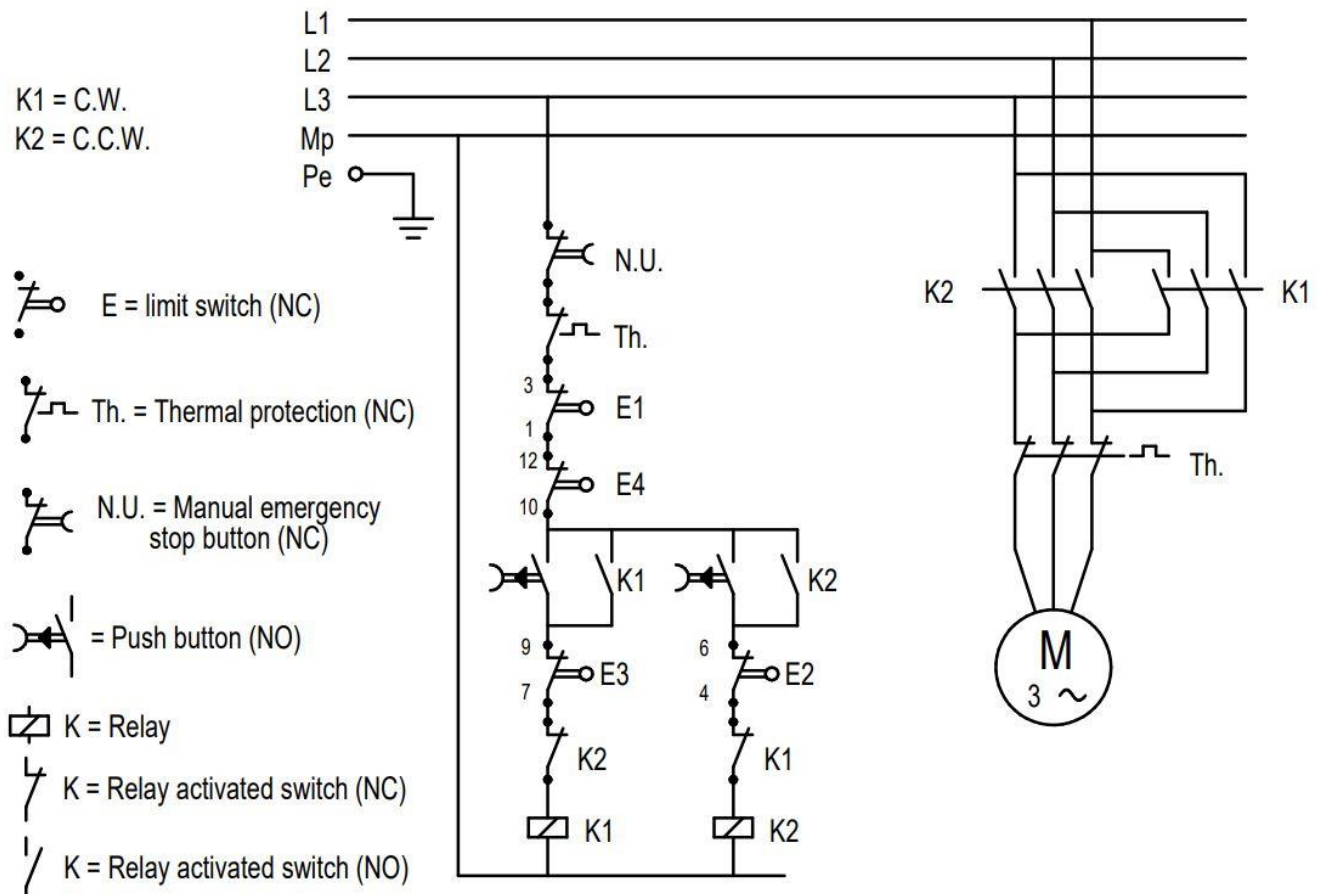 L1
L2
K1 = C.W.
L3
K2 = C.C.W.
Mp
Pe
N.U.
K2
K1
E = limit switch (NC)
Th.
3
E1
Th. = Thermal protection (NC)
1
12
Th.
E4
10
N.U. = Manual emergency
stop button (NC)
K1
K2
= Push button (NO)
9
E3
6
E2
7
4
M
3 ~
K = Relay
K2
K1
K = Relay activated switch (NC)
K1
K2
K = Relay activated switch (NO)